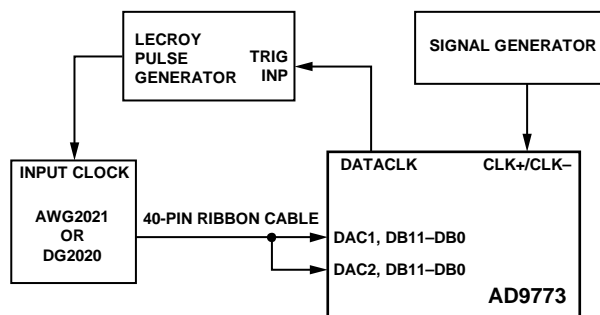 LECROY
PULSE
GENERATOR
TRIG
INP
SIGNAL GENERATOR
INPUT CLOCK
AWG2021
OR
DG2020
40-PIN RIBBON CABLE
DATACLK
CLK+/CLK–
DAC1, DB11–DB0
DAC2, DB11–DB0
AD9773